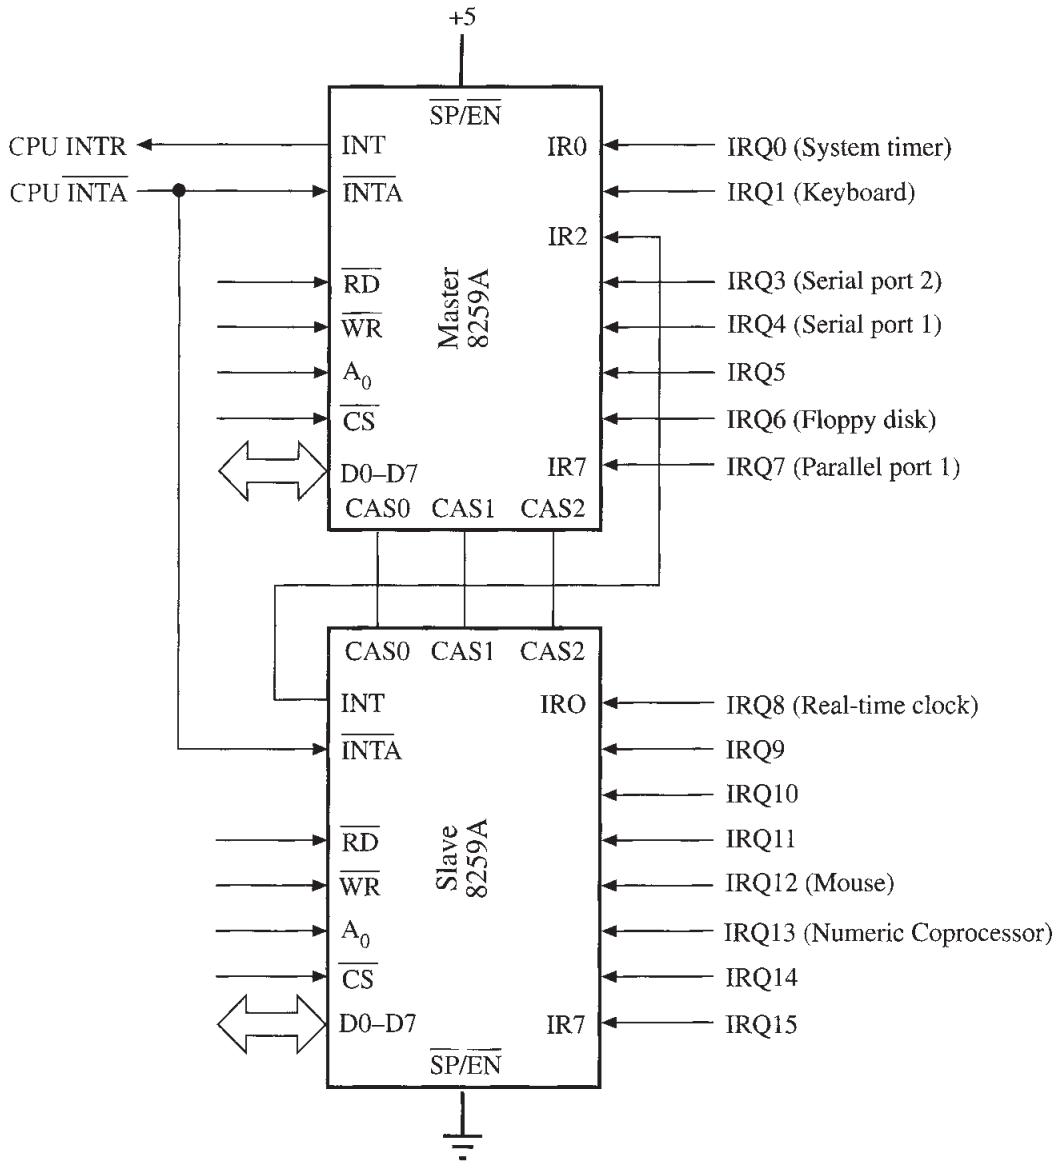 +5
SP/EN
CPU INTR
INT
IR0
IRQ0 (System timer)
CPU INTA
INTA
IRQ1 (Keyboard)
IR2
RD
IRQ3 (Serial port 2)
WR
IRQ4 (Serial port 1)
Master
8259A
A0
IRQ5
CS
IRQ6 (Floppy disk)
D0–D7
IR7
IRQ7 (Parallel port 1)
CAS0 CAS1 CAS2
CAS0 CAS1 CAS2
INT
IRO
IRQ8 (Real-time clock)
INTA
IRQ9
IRQ10
RD
IRQ11
WR
IRQ12 (Mouse)
Slave
8259A
A0
IRQ13 (Numeric Coprocessor)
CS
IRQ14
D0–D7
IR7
IRQ15
SP/EN